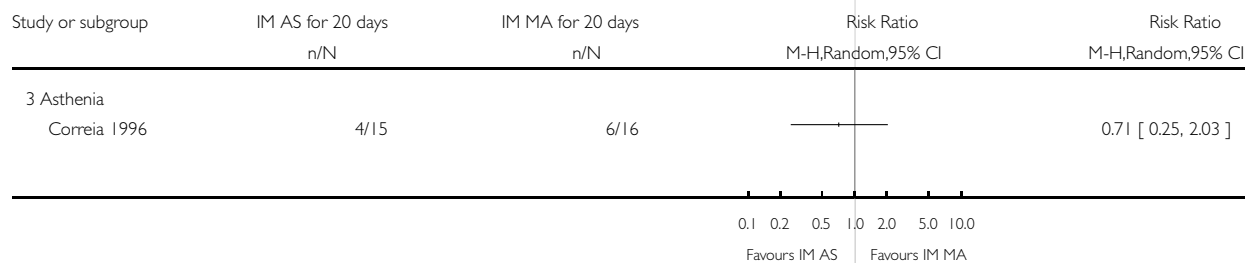 Study or subgroup IM AS for 20 days IM MA for 20 days Risk Ratio Risk Ratio
n/N n/N M-H,Random,95% CI M-H,Random,95% CI
3 Asthenia
Correia 1996 4/15 6/16 0.71 [ 0.25, 2.03 ]
0.1 0.2 0.5 1.0 2.0 5.0 10.0
Favours IM AS Favours IM MA